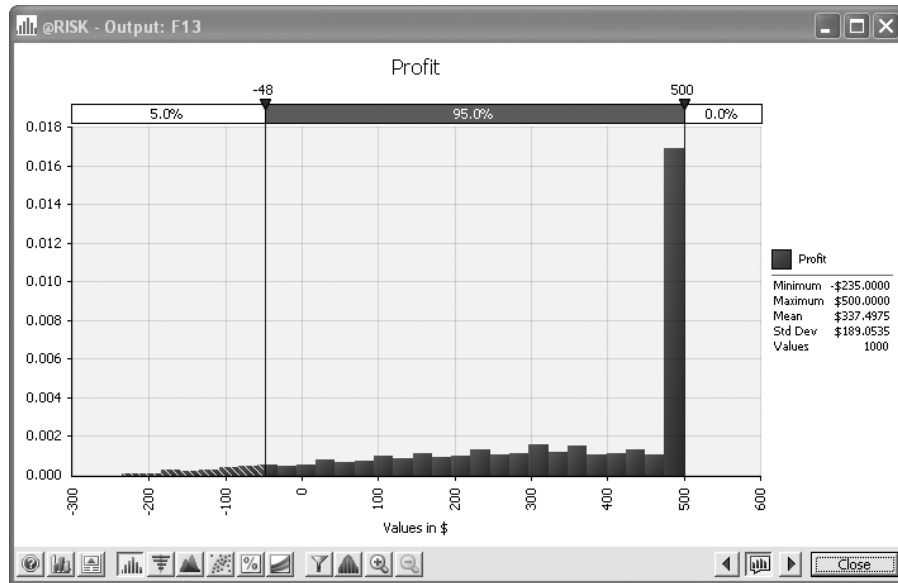 @RISK - Output: F13
Profit
-48 500
5.0% 95.0% 0.0%
0.018
0.016
0.014
0.012
0.010
0.008
0.006
0.004
0.002
0.000
-300 -200 -100 0 100 200 300 400 500 600
Values in $
Profit
Minimum -$235.0000
Maximum $500.0000
Mean $337.4975
Std Dev $189.0535
Values 1000
Close